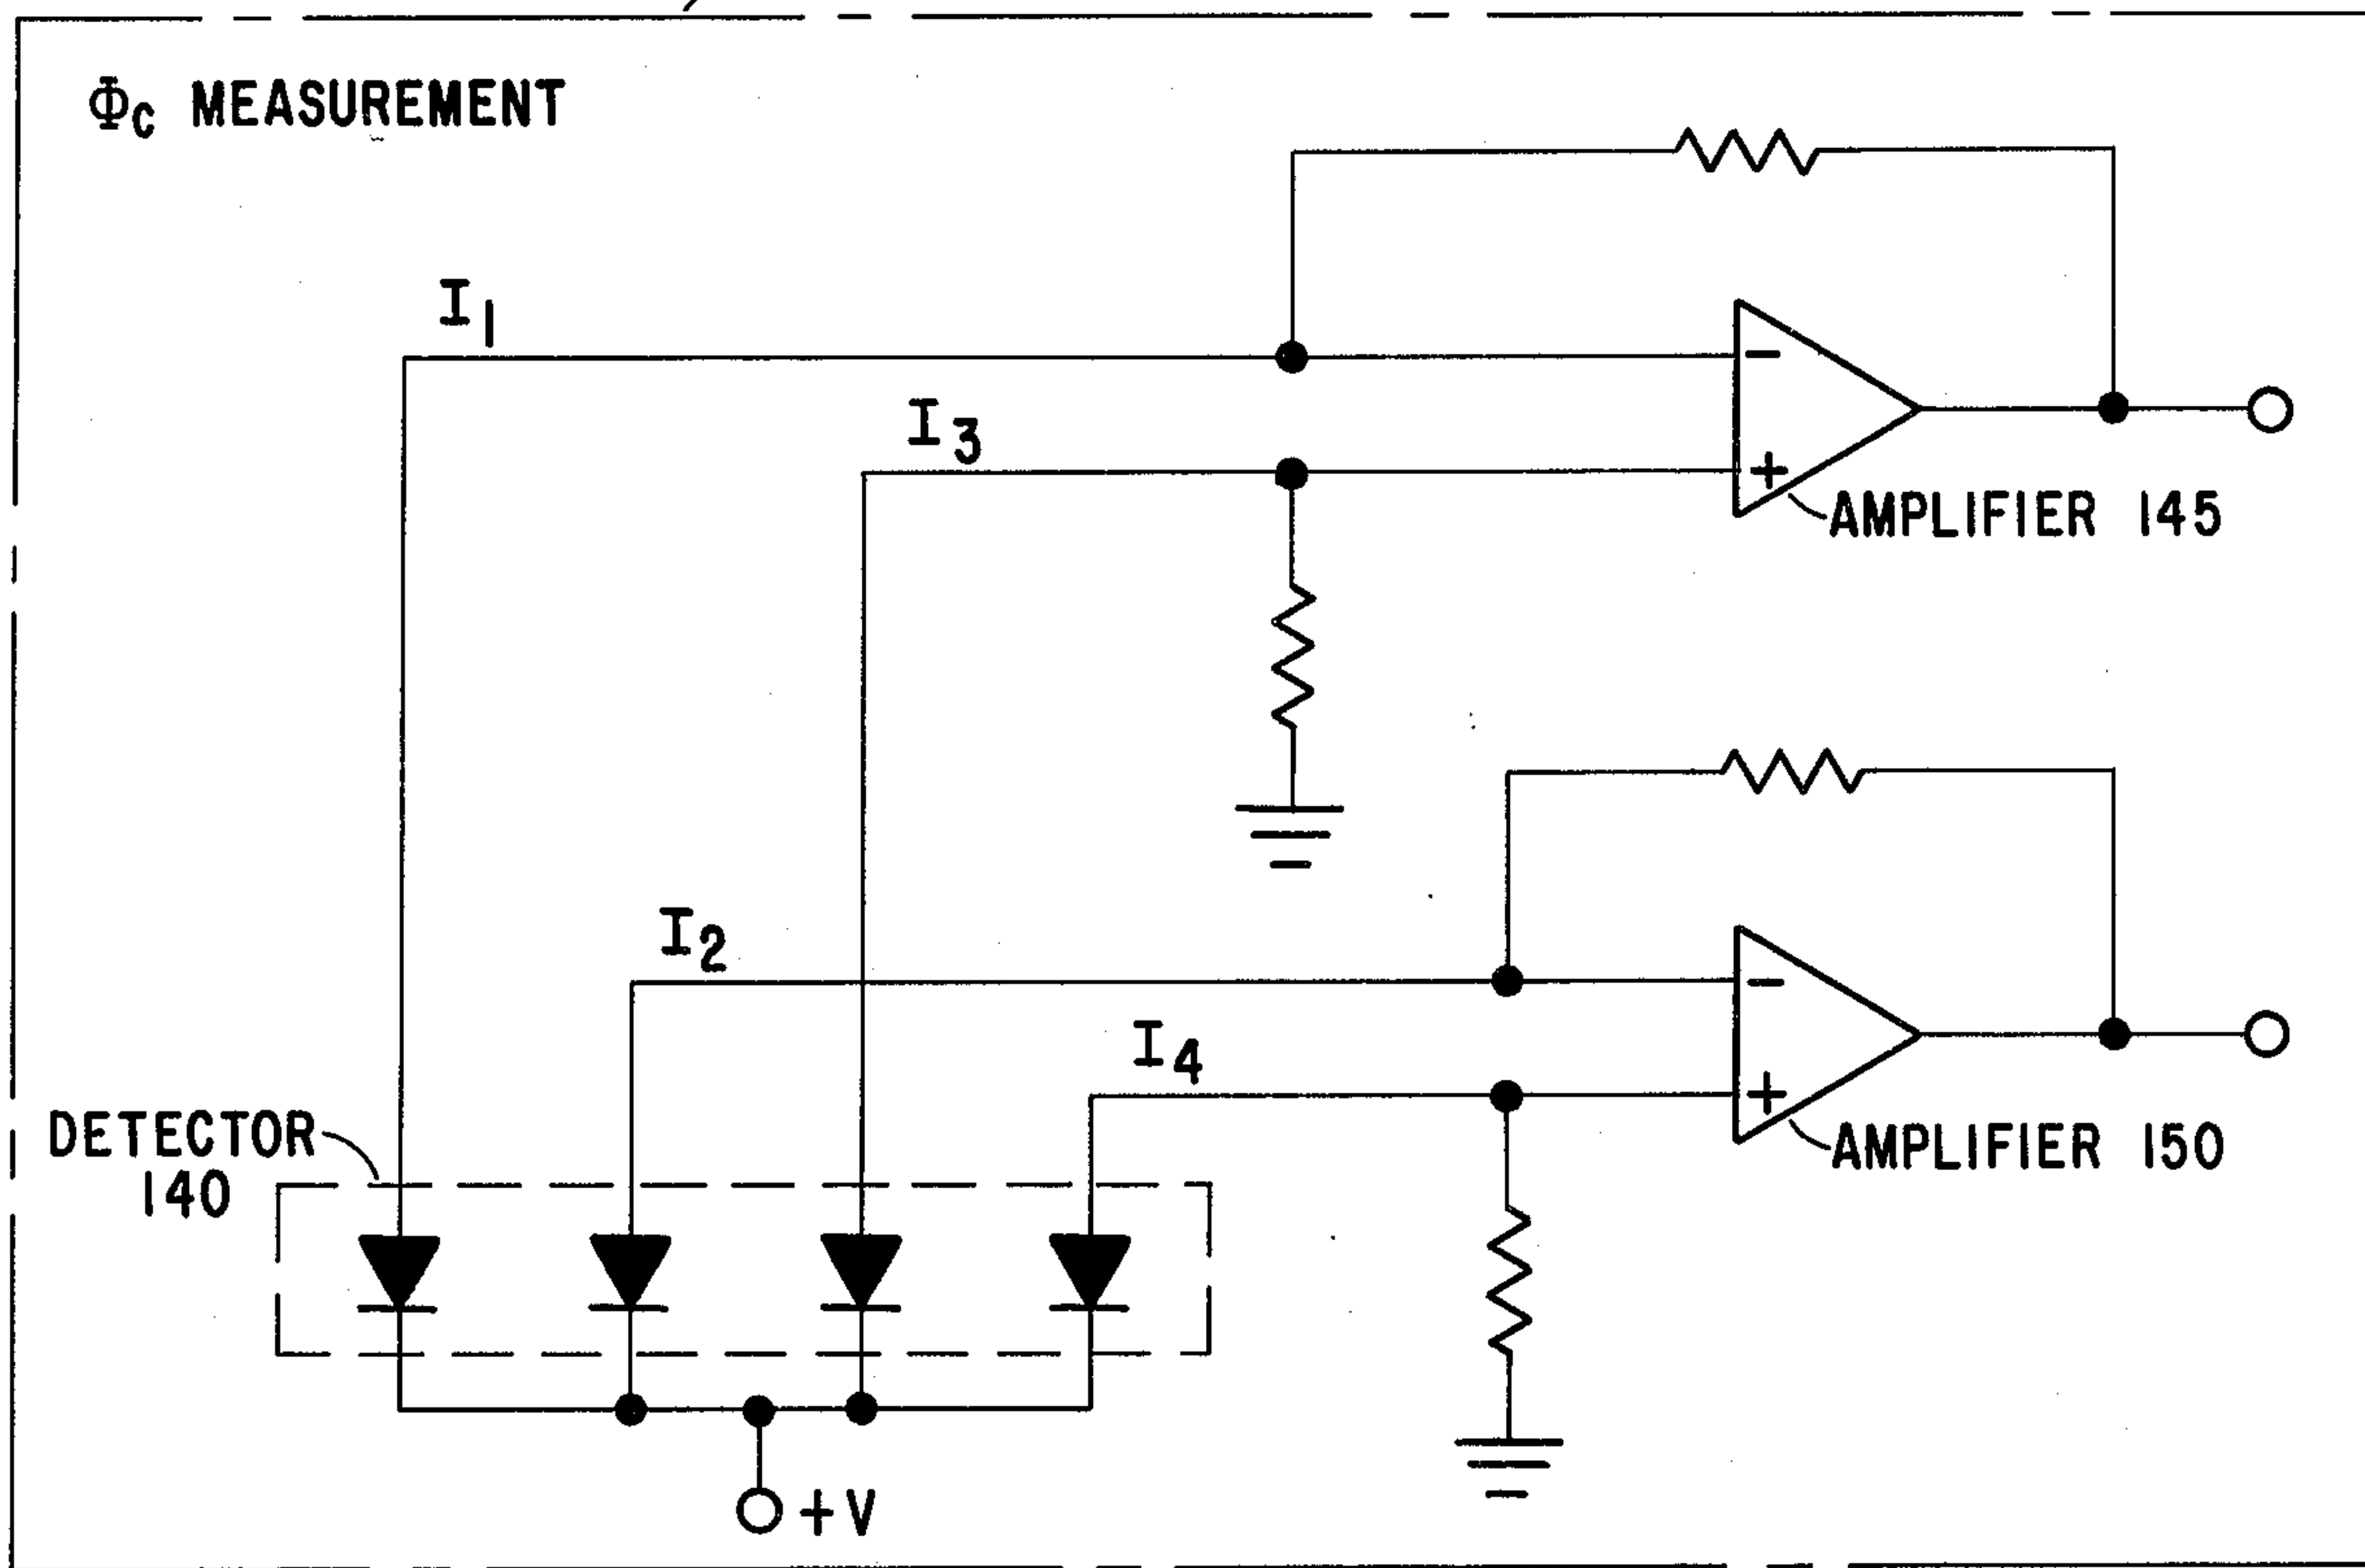 Φc MEASUREMENT
I1
I3
-
+
AMPLIFIER 145
I2
I4
-
+
AMPLIFIER 150
DETECTOR
140
+V